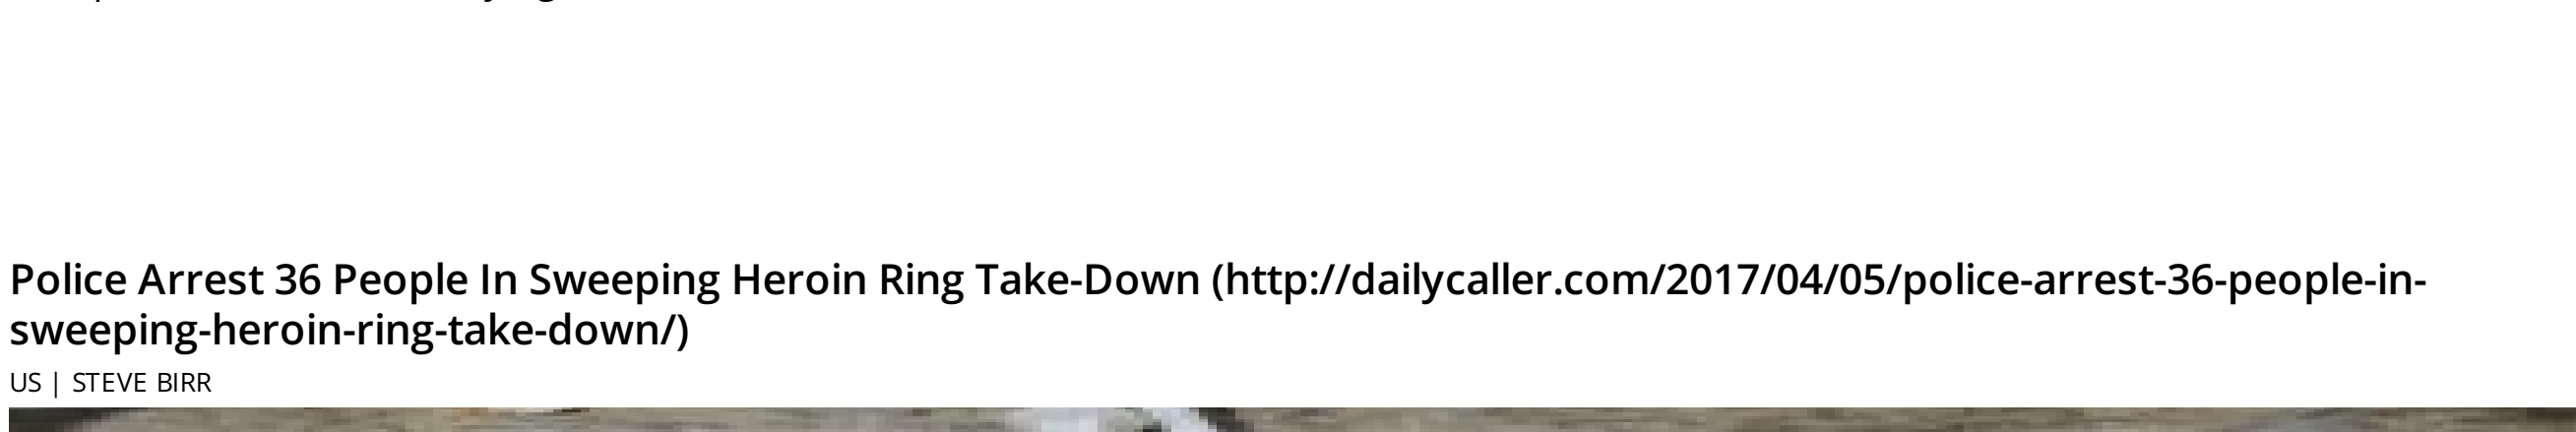 Police Arrest 36 People In Sweeping Heroin Ring Take-Down (http://dailycaller.com/2017/04/05/police-arrest-36-people-in-
sweeping-heroin-ring-take-down/)
US | STEVE BIRR